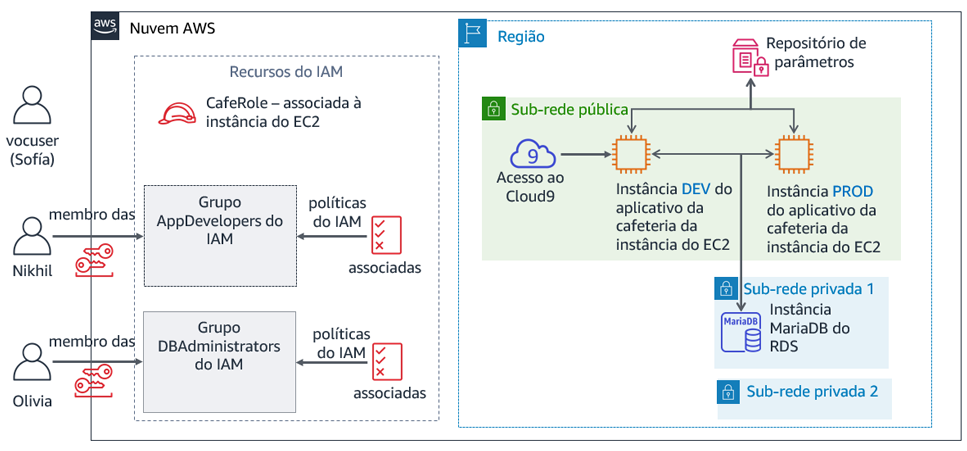 aws
Nuvem AWS
Recursos do IAM
CafeRole – associada à
instância do EC2
vocuser
(Sofía)
membro das
Nikhil
Grupo
AppDevelopers do
IAM
políticas
do IAM
associadas
membro das
Olivia
Grupo
DBAdministrators
do IAM
políticas
do IAM
associadas
Região
Repositório de
parâmetros
Sub-rede pública
9
Acesso ao
Cloud9
Instância DEV do
aplicativo da
cafeteria da
instância do EC2
Instância PROD
do aplicativo da
cafeteria da
instância do EC2
Sub-rede privada 1
MariaDB
Instância
MariaDB do
RDS
Sub-rede privada 2